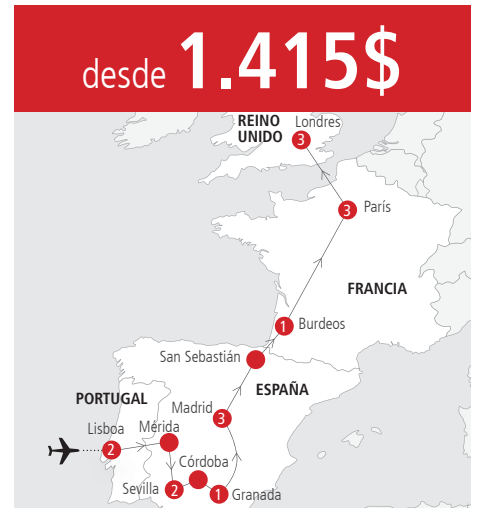 desde 1.415$
REINO
UNIDO
Londres
3
3
París
FRANCIA
1
Burdeos
San Sebastián
ESPAÑA
PORTUGAL
Madrid
3
Lisboa
2
Mérida
Córdoba
Sevilla
2
1
Granada